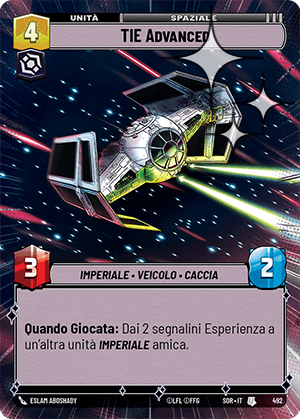 UNITÀ SPAZIALE
4 TIE Advanced
3 2
IMPERIALE • VEICOLO • CACCIA
Quando Giocata: Dai 2 segnalini Esperienza a
un'altra unità IMPERIALE amica.
ESLAM ABOSHADY ©LFL ©FFG SOR • IT 492